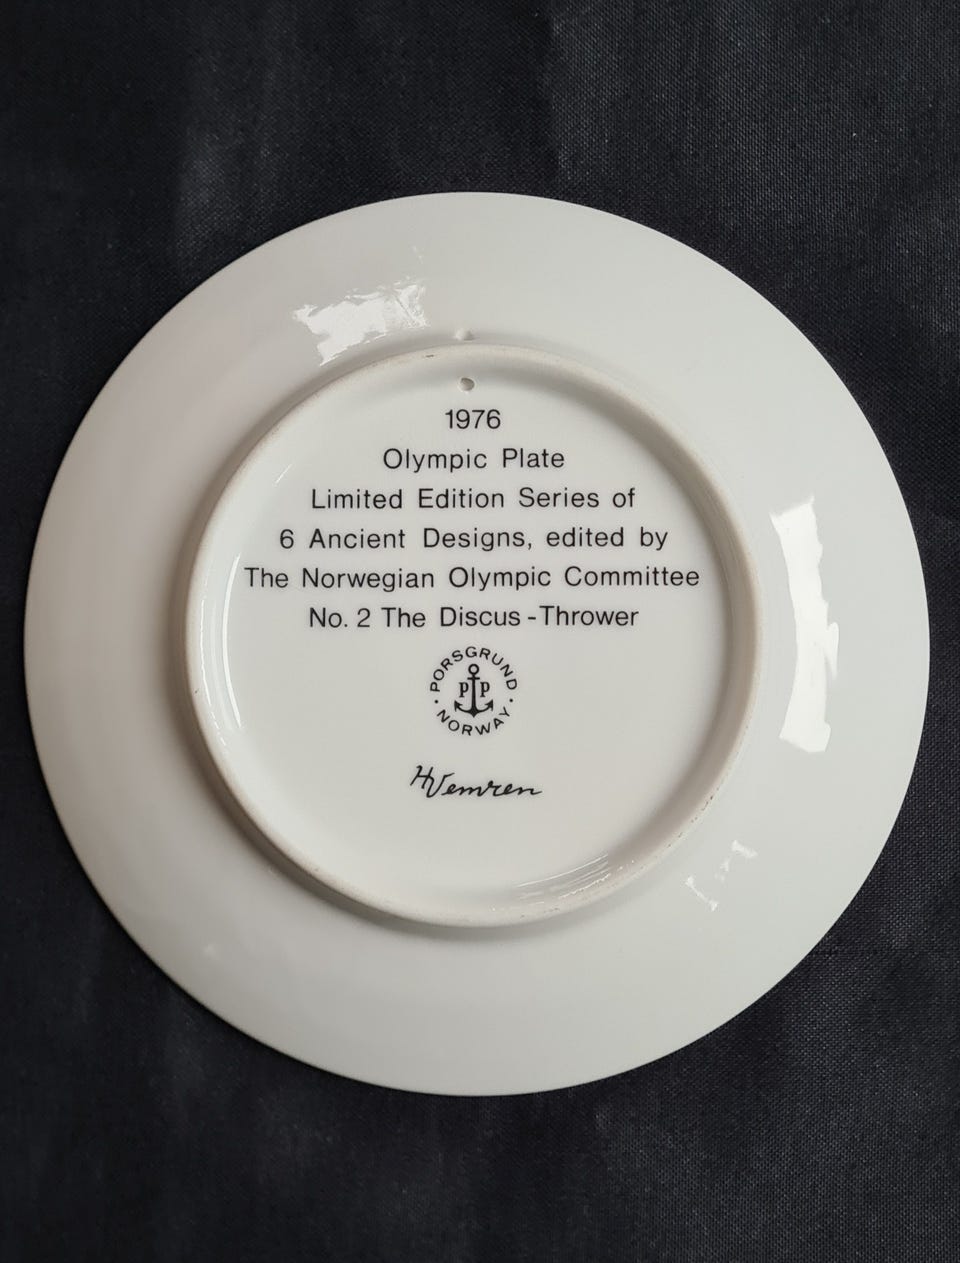 1976
Olympic Plate
Limited Edition Series of
6 Ancient Designs, edited by
The Norwegian Olympic Committee
No. 2 The Discus-Thrower
PORSGRUND
PP
· NORWAY ·
HVemren